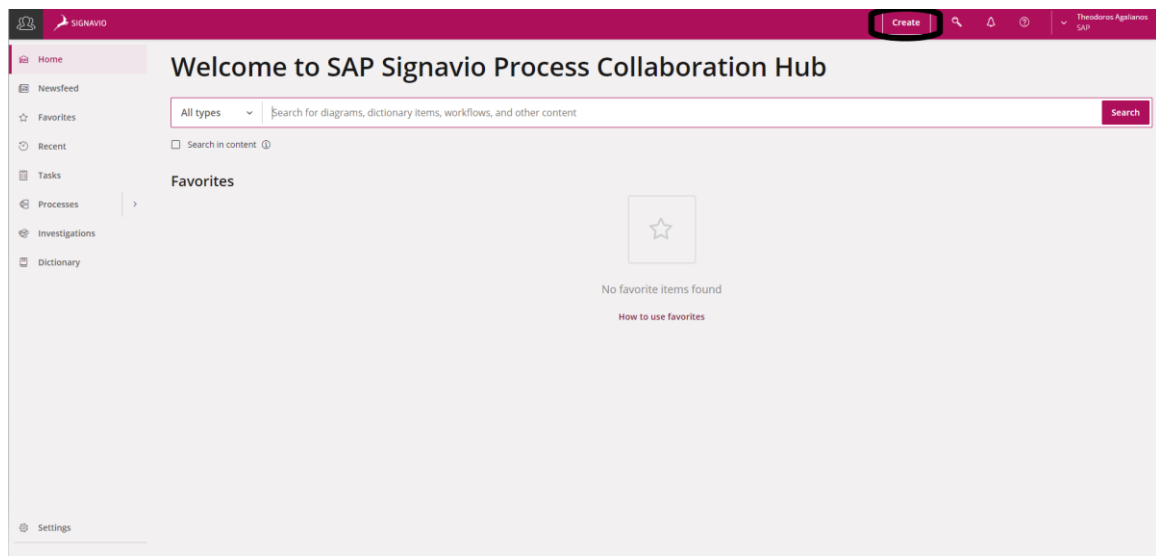 SIGNAVIO
Create
Theodoros Agalianos
SAP
Home
Newsfeed
Favorites
Recent
Tasks
Processes
Investigations
Dictionary
Settings
Welcome to SAP Signavio Process Collaboration Hub
All types
Search for diagrams, dictionary items, workflows, and other content
Search
Search in content
Favorites
No favorite items found
How to use favorites